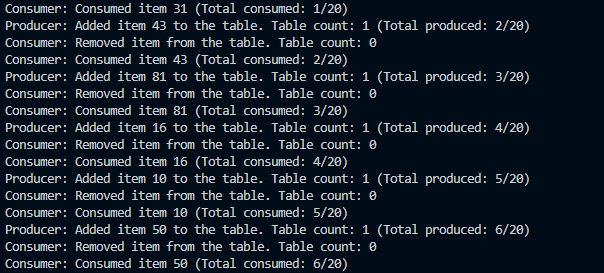 Consumer: Consumed item 31 (Total consumed: 1/20)
Producer: Added item 43 to the table. Table count: 1 (Total produced: 2/20)
Consumer: Removed item from the table. Table count: 0
Consumer: Consumed item 43 (Total consumed: 2/20)
Producer: Added item 81 to the table. Table count: 1 (Total produced: 3/20)
Consumer: Removed item from the table. Table count: 0
Consumer: Consumed item 81 (Total consumed: 3/20)
Producer: Added item 16 to the table. Table count: 1 (Total produced: 4/20)
Consumer: Removed item from the table. Table count: 0
Consumer: Consumed item 16 (Total consumed: 4/20)
Producer: Added item 10 to the table. Table count: 1 (Total produced: 5/20)
Consumer: Removed item from the table. Table count: 0
Consumer: Consumed item 10 (Total consumed: 5/20)
Producer: Added item 50 to the table. Table count: 1 (Total produced: 6/20)
Consumer: Removed item from the table. Table count: 0
Consumer: Consumed item 50 (Total consumed: 6/20)